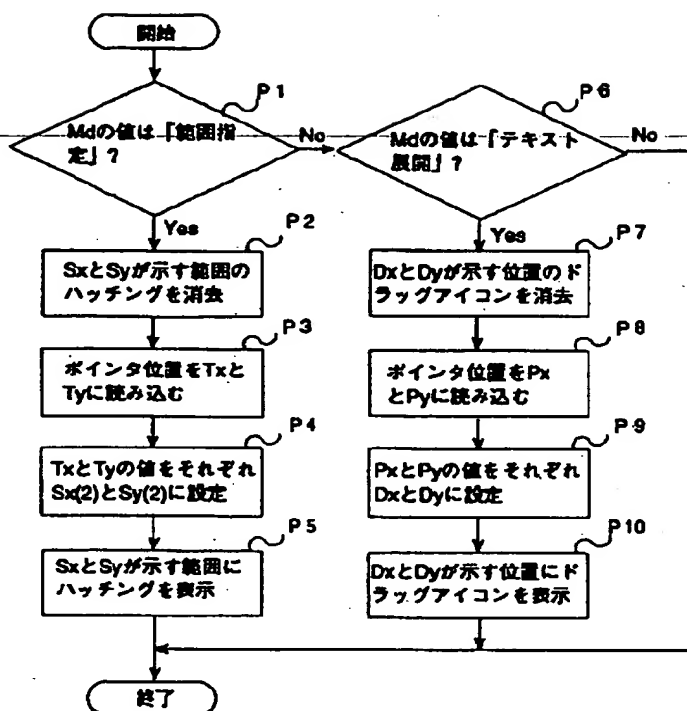 開始
P1
Mdの値は「範囲指
定」?
No
Yes
P2
SxとSyが示す範囲の
ハッチングを消去
P3
ポインタ位置をTxと
Tyに読み込む
P4
TxとTyの値をそれぞれ
Sx(2)とSy(2)に設定
P5
SxとSyが示す範囲に
ハッチングを表示
終了
P6
Mdの値は「テキスト
展開」?
No
Yes
P7
DxとDyが示す位置のド
ラッグアイコンを消去
P8
ポインタ位置をPx
とPyに読み込む
P9
PxとPyの値をそれぞれ
DxとDyに設定
P10
DxとDyが示す位置にド
ラッグアイコンを表示